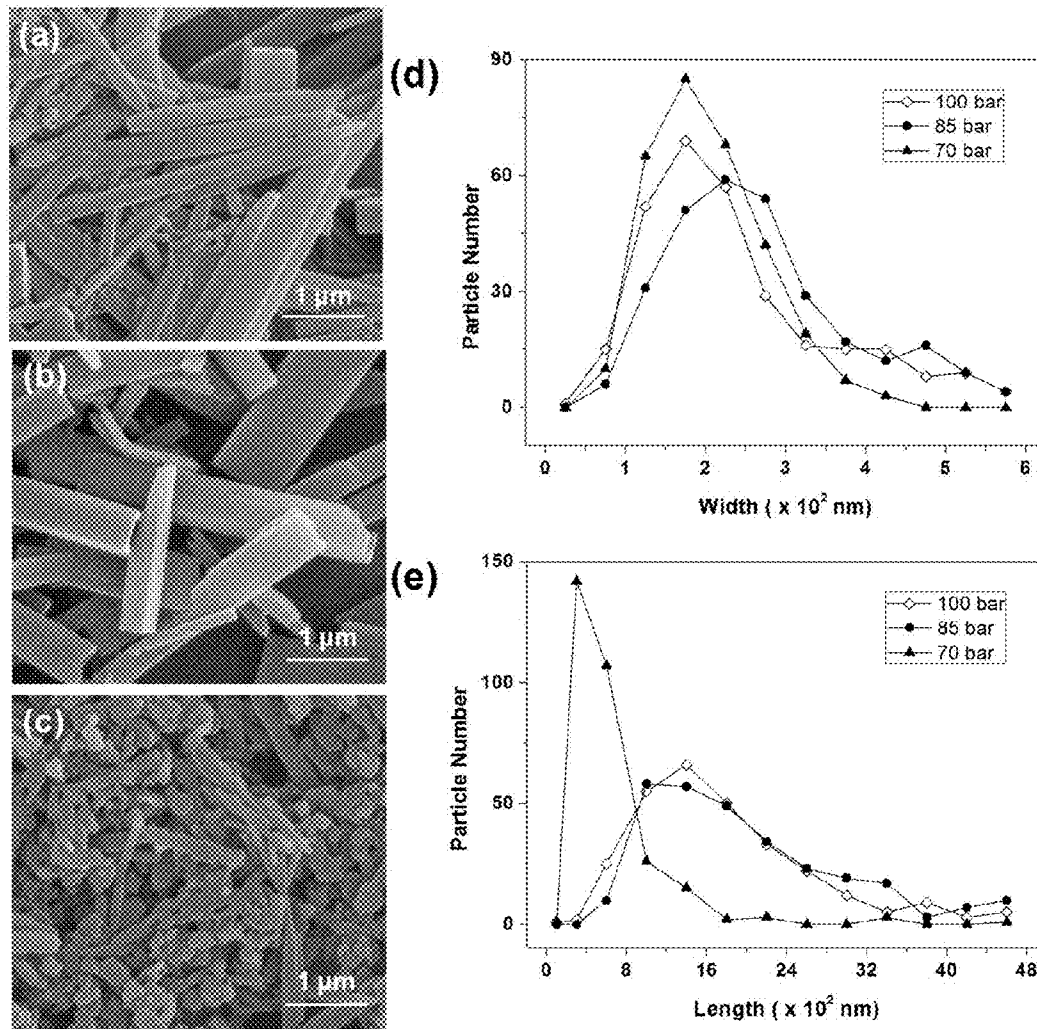 (a)
1 µm
(b)
1 µm
(c)
1 µm
(d)
90
60
30
0
Particle Number
100 bar
85 bar
70 bar
0 1 2 3 4 5 6
Width ( x 10² nm)
(e)
150
100
50
0
Particle Number
100 bar
85 bar
70 bar
0 8 16 24 32 40 48
Length ( x 10² nm)